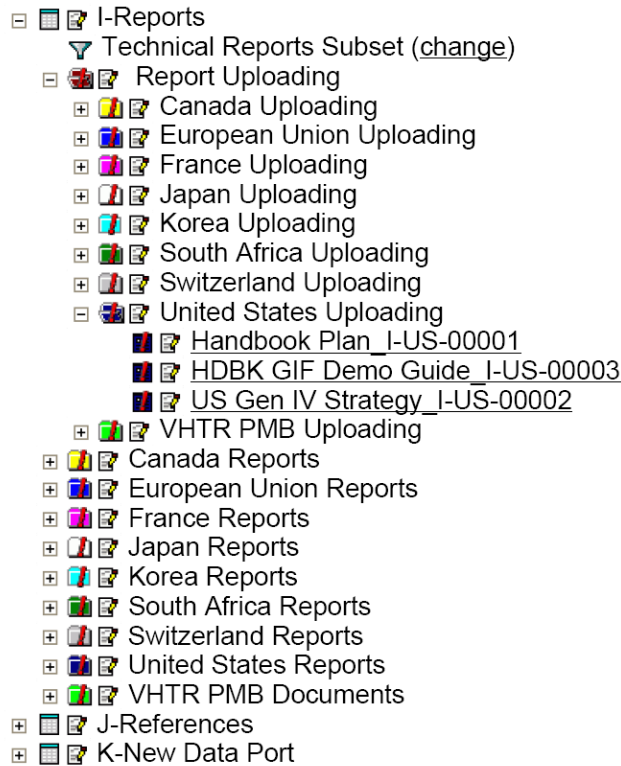 I-Reports
Technical Reports Subset (change)
Report Uploading
Canada Uploading
European Union Uploading
France Uploading
Japan Uploading
Korea Uploading
South Africa Uploading
Switzerland Uploading
United States Uploading
Handbook Plan_I-US-00001
HDBK GIF Demo Guide_I-US-00003
US Gen IV Strategy_I-US-00002
VHTR PMB Uploading
Canada Reports
European Union Reports
France Reports
Japan Reports
Korea Reports
South Africa Reports
Switzerland Reports
United States Reports
VHTR PMB Documents
J-References
K-New Data Port